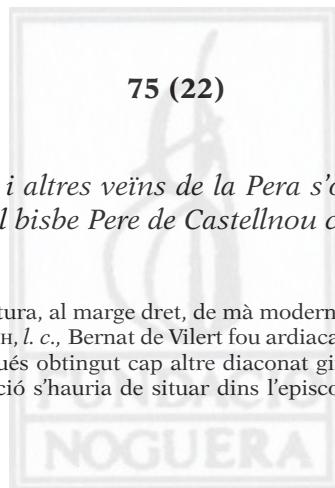 75 (22)
i altres veïns de la Pera s'o
l bisbe Pere de Castellnou c
tura, al marge dret, de mà modern
H, l. c., Bernat de Vilert fou ardiaca
ués obtingut cap altre diaconat gi
ció s'hauria de situar dins l'episco
FUNDACIÓ
NOGUERA